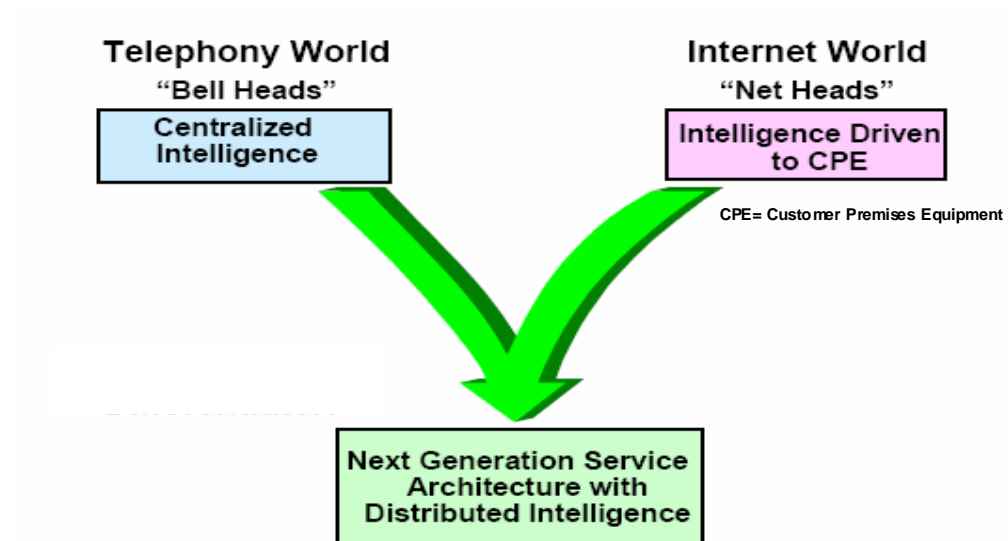 Telephony World
“Bell Heads”
Centralized
Intelligence
Internet World
“Net Heads”
Intelligence Driven
to CPE
CPE= Customer Premises Equipment
Next Generation Service
Architecture with
Distributed Intelligence